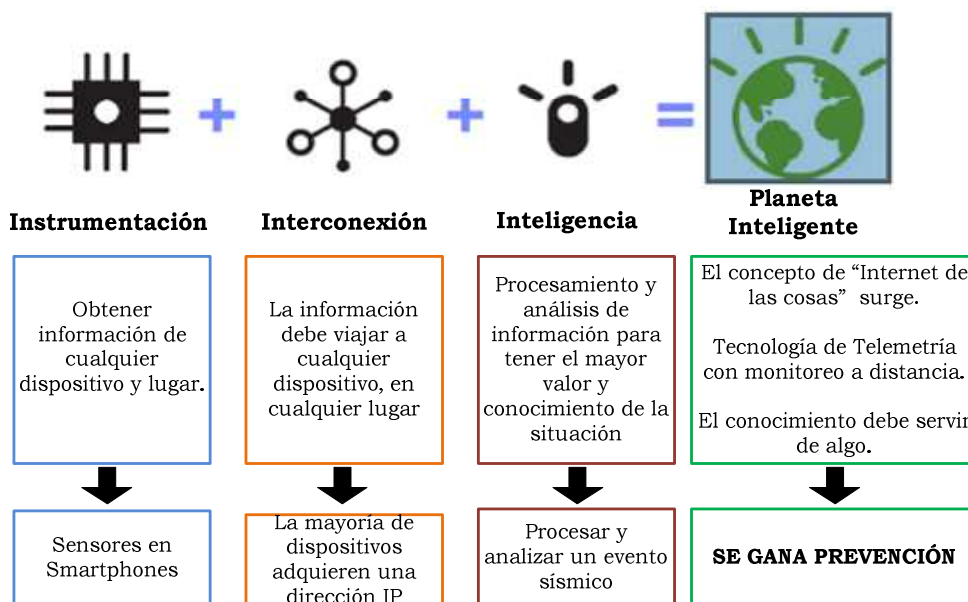 Instrumentación
Obtener
información de
cualquier
dispositivo y lugar.
Sensores en
Smartphones
Interconexión
La información
debe viajar a
cualquier
dispositivo, en
cualquier lugar
La mayoría de
dispositivos
adquieren una
dirección IP
Inteligencia
Procesamiento y
análisis de
información para
tener el mayor
valor y
conocimiento de la
situación
Procesar y
analizar un evento
sísmico
Planeta
Inteligente
El concepto de “Internet de
las cosas” surge.
Tecnología de Telemetría
con monitoreo a distancia.
El conocimiento debe servir
de algo.
SE GANA PREVENCIÓN